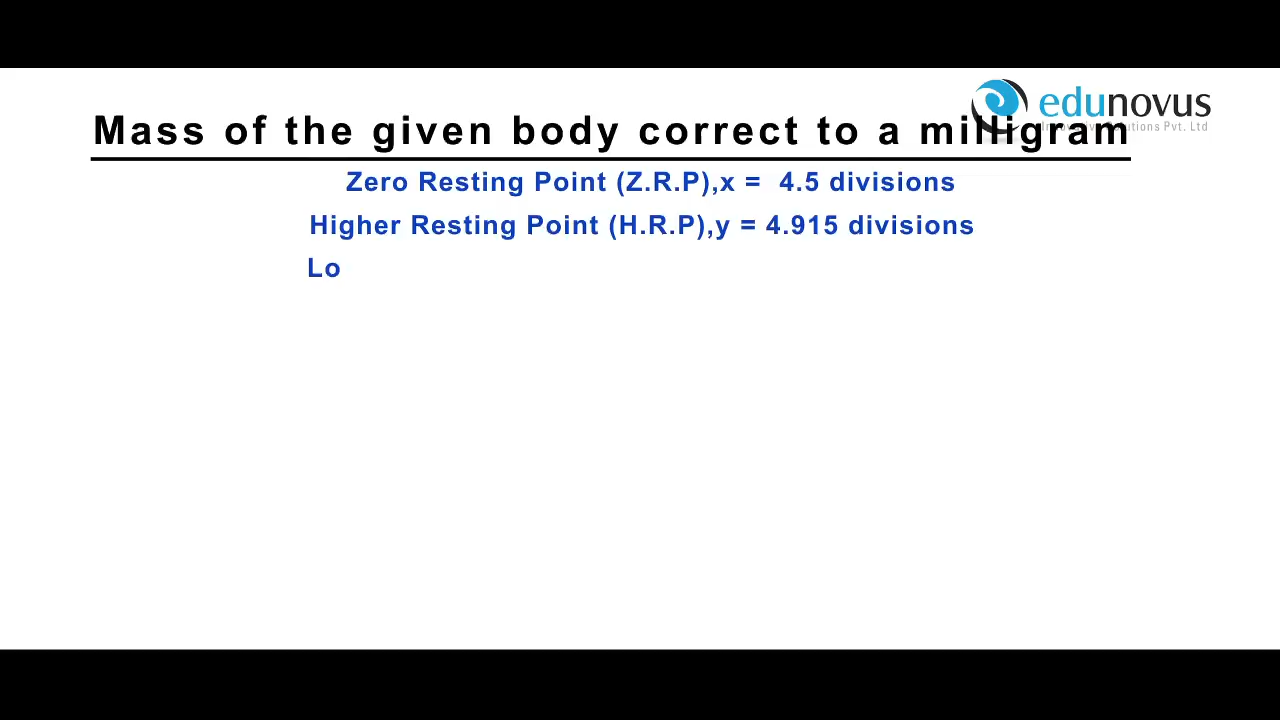 edunovus
Mass of the given body correct to a milligram
Zero Resting Point (Z.R.P),x =  4.5 divisions
Higher Resting Point (H.R.P),y = 4.915 divisions
Lo